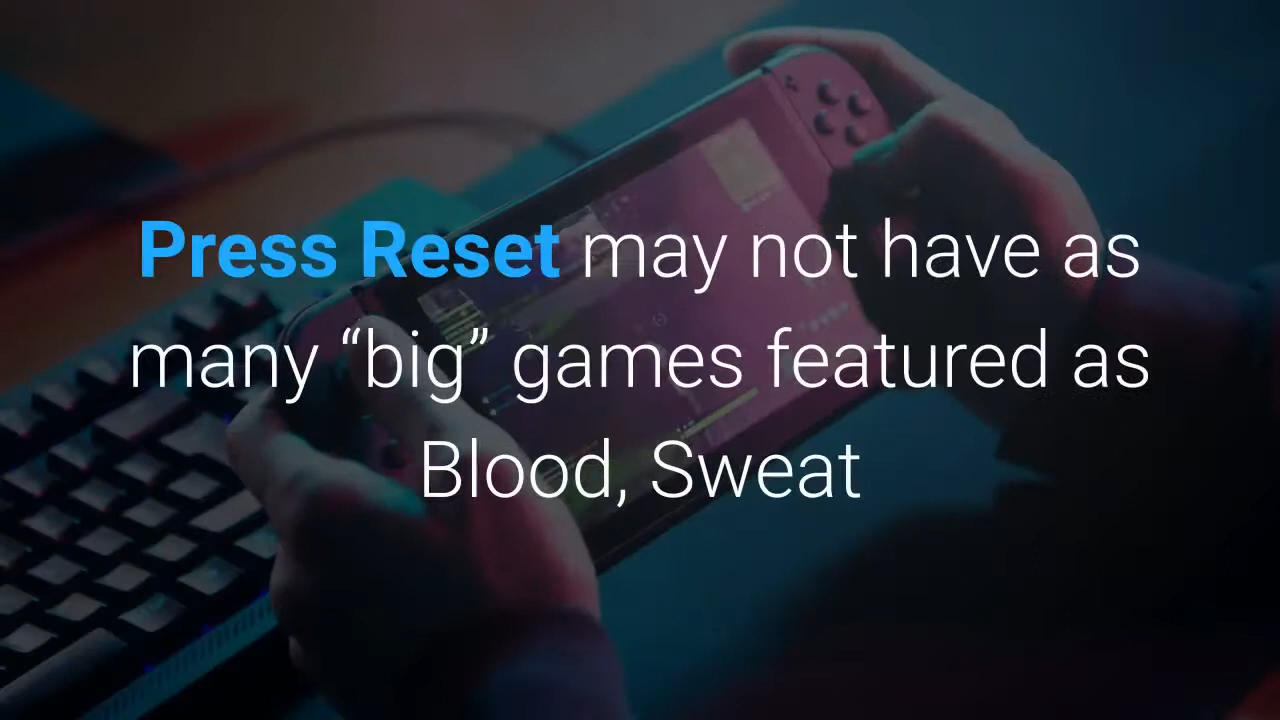 Press Reset may not have as
many “big” games featured as
Blood, Sweat